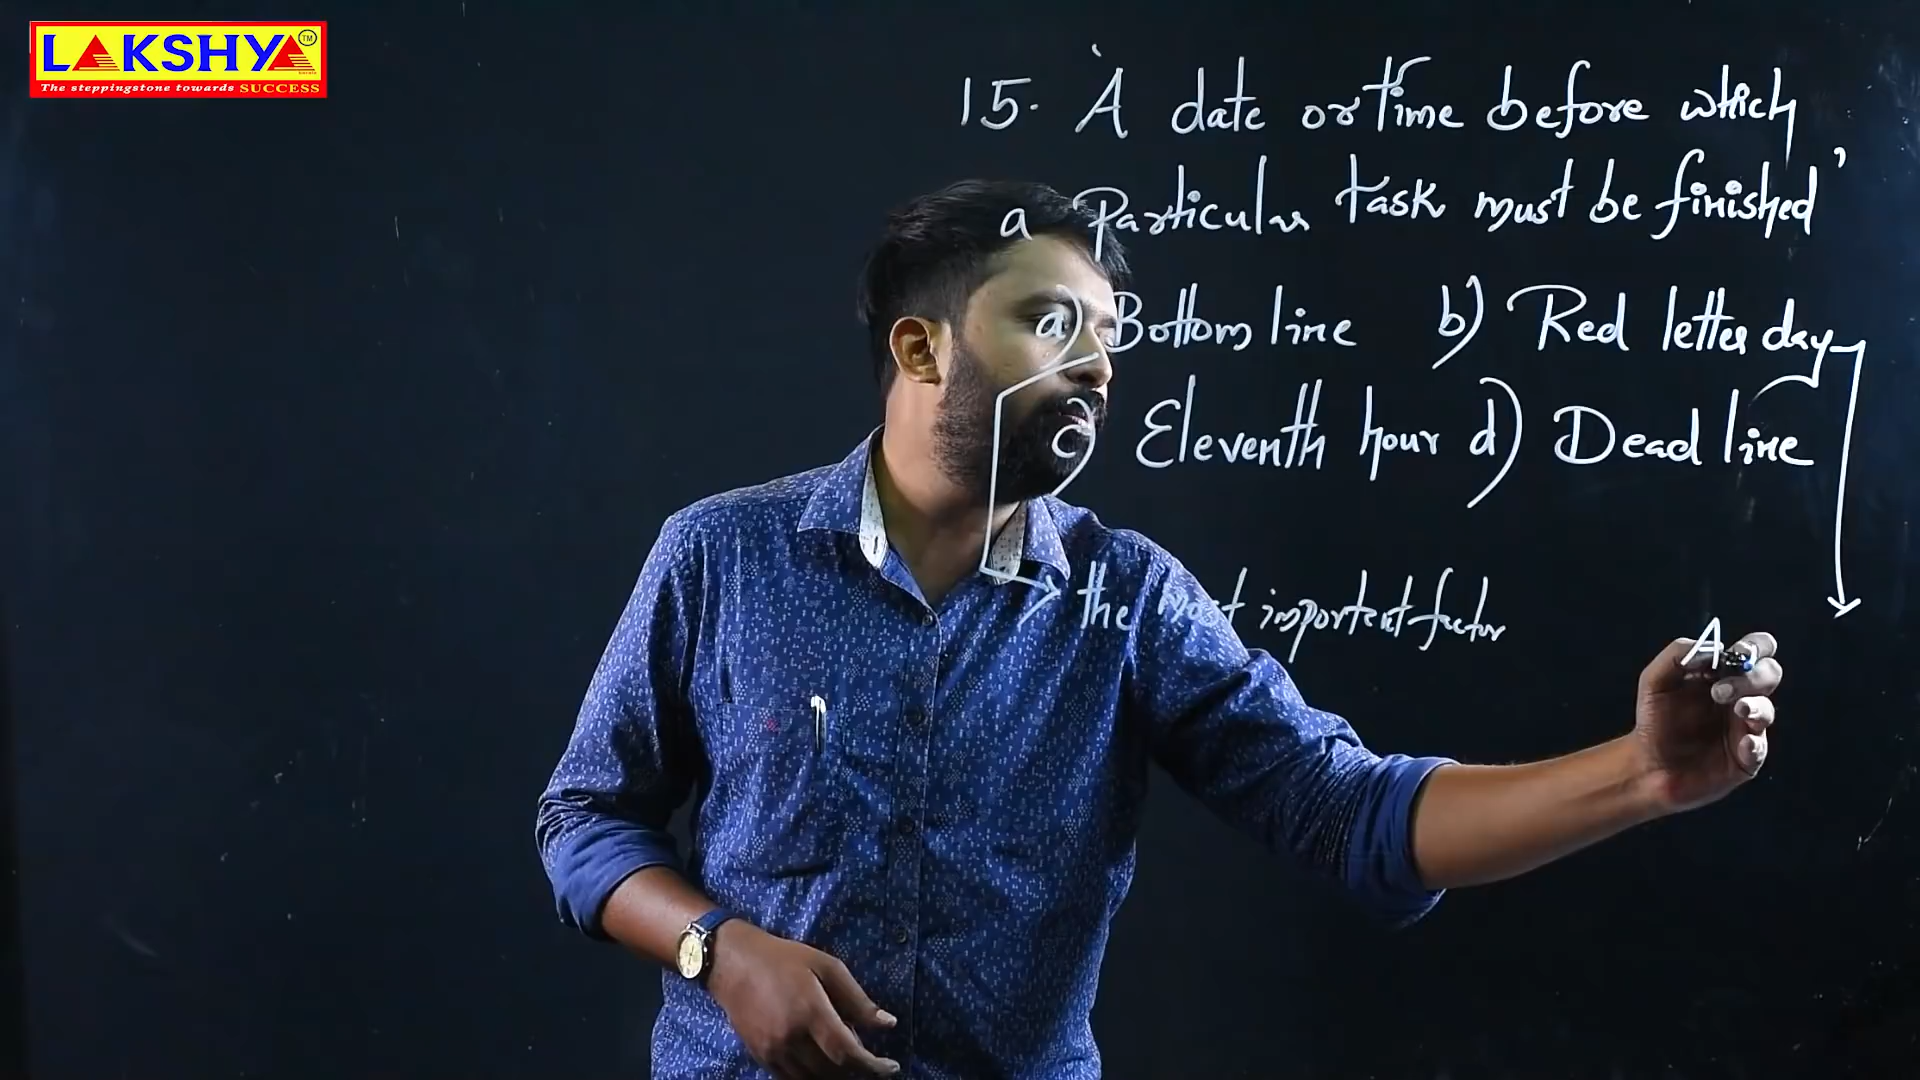 LAKSHYA TM
The steppingstone towards SUCCESS
15. 'A date or time before which
a particular task must be finished'
a) Bottom line b) Red letter day
c) Eleventh hour d) Dead line
the most important factor
A